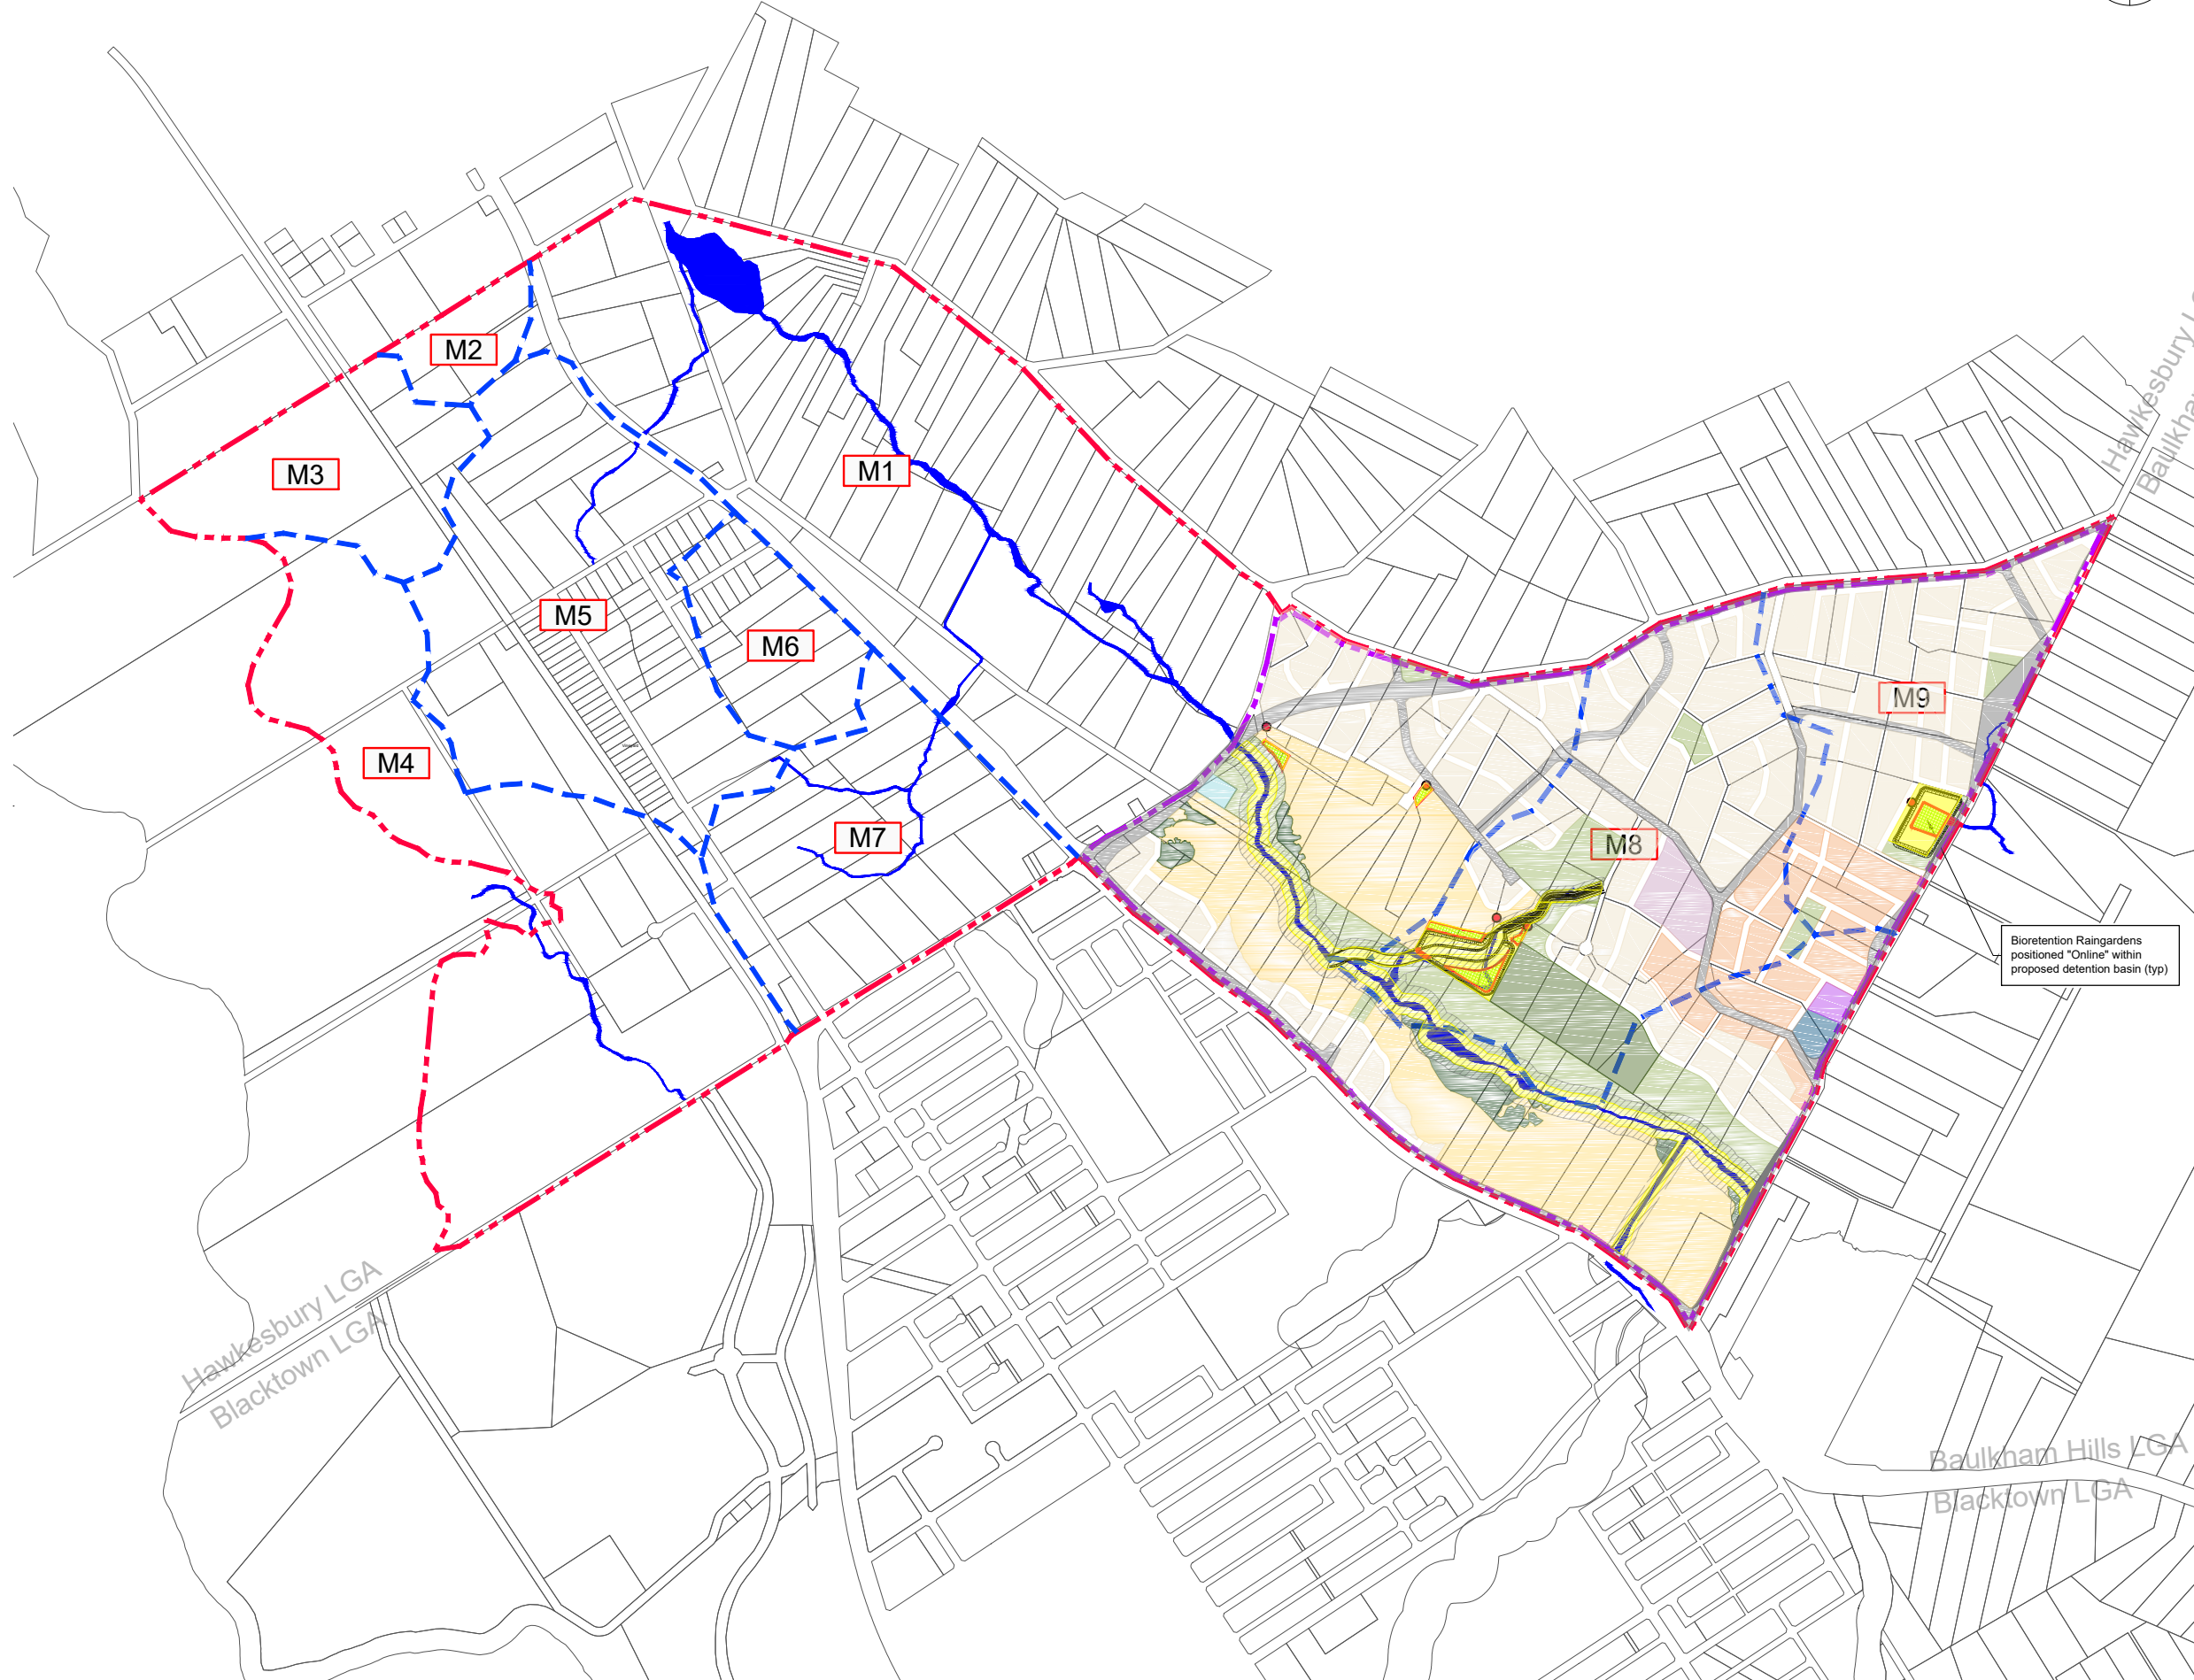 M2
M3
M1
M5
M6
M4
M7
M9
M8
Hawkesbury
Bioretention Raingardens
positioned "Online" within
proposed detention basin (typ)
Hawkesbury LGA
Blacktown LGA
Baulkham Hills LGA
Blacktown LGA